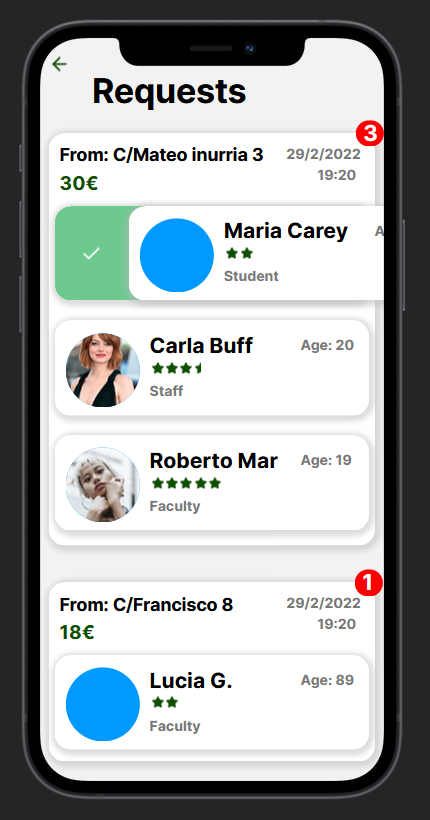 Requests
3
From: C/Mateo inurria 3
29/2/2022
30€
19:20
Maria Carey
A
Student
Carla Buff
Age: 20
Staff
Roberto Mar
Age: 19
Faculty
1
From: C/Francisco 8
29/2/2022
18€
19:20
Lucia G.
Age: 89
Faculty